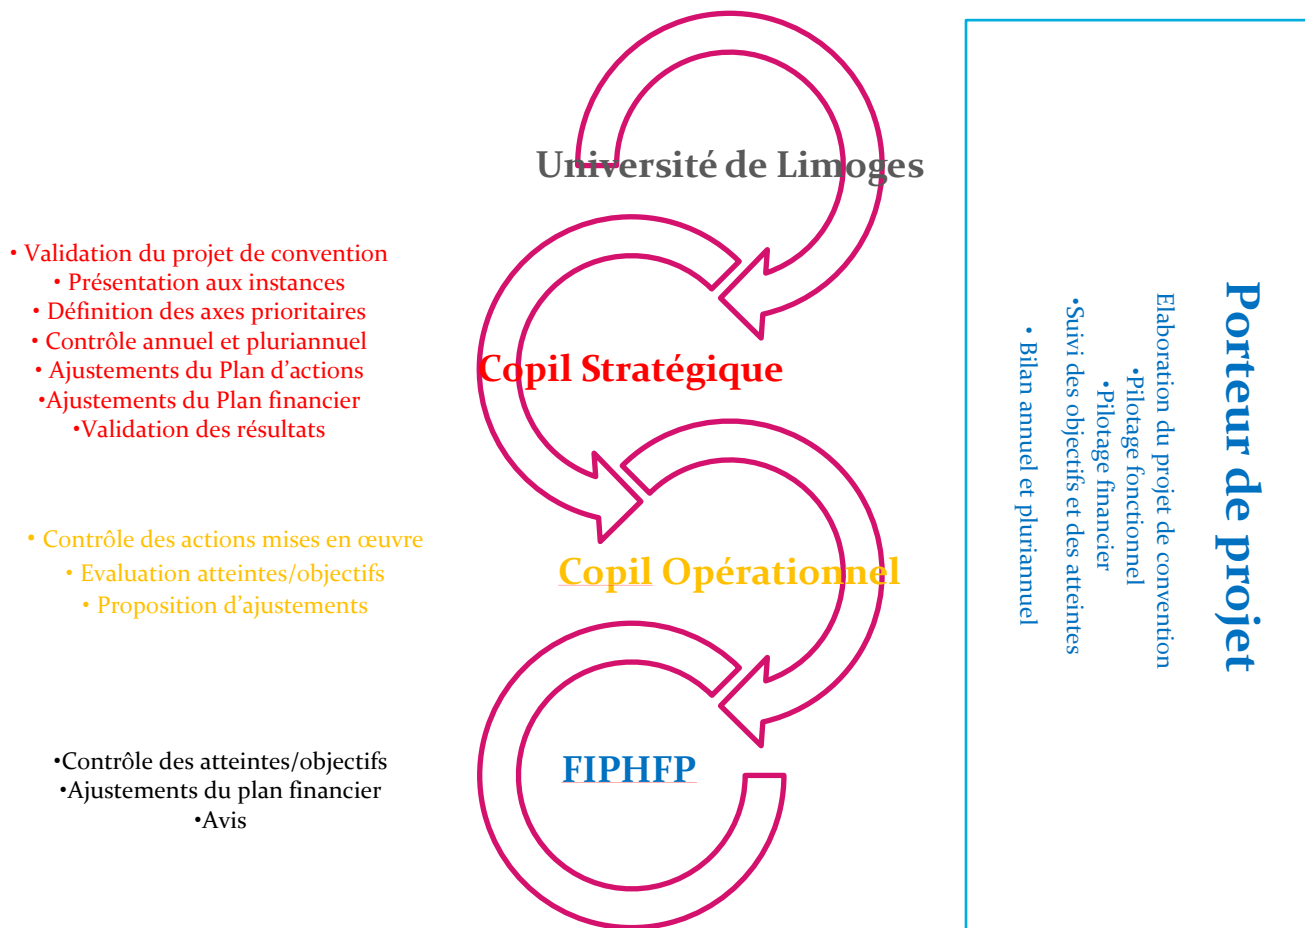 Université de Limoges
• Validation du projet de convention
• Présentation aux instances
• Définition des axes prioritaires
• Contrôle annuel et pluriannuel
• Ajustements du Plan d’actions
•Ajustements du Plan financier
•Validation des résultats
Copil Stratégique
• Contrôle des actions mises en œuvre
• Evaluation atteintes/objectifs
• Proposition d’ajustements
Copil Opérationnel
•Contrôle des atteintes/objectifs
•Ajustements du plan financier
•Avis
FIPHFP
Porteur de projet
Elaboration du projet de convention
•Pilotage fonctionnel
•Pilotage financier
•Suivi des objectifs et des atteintes
• Bilan annuel et pluriannuel